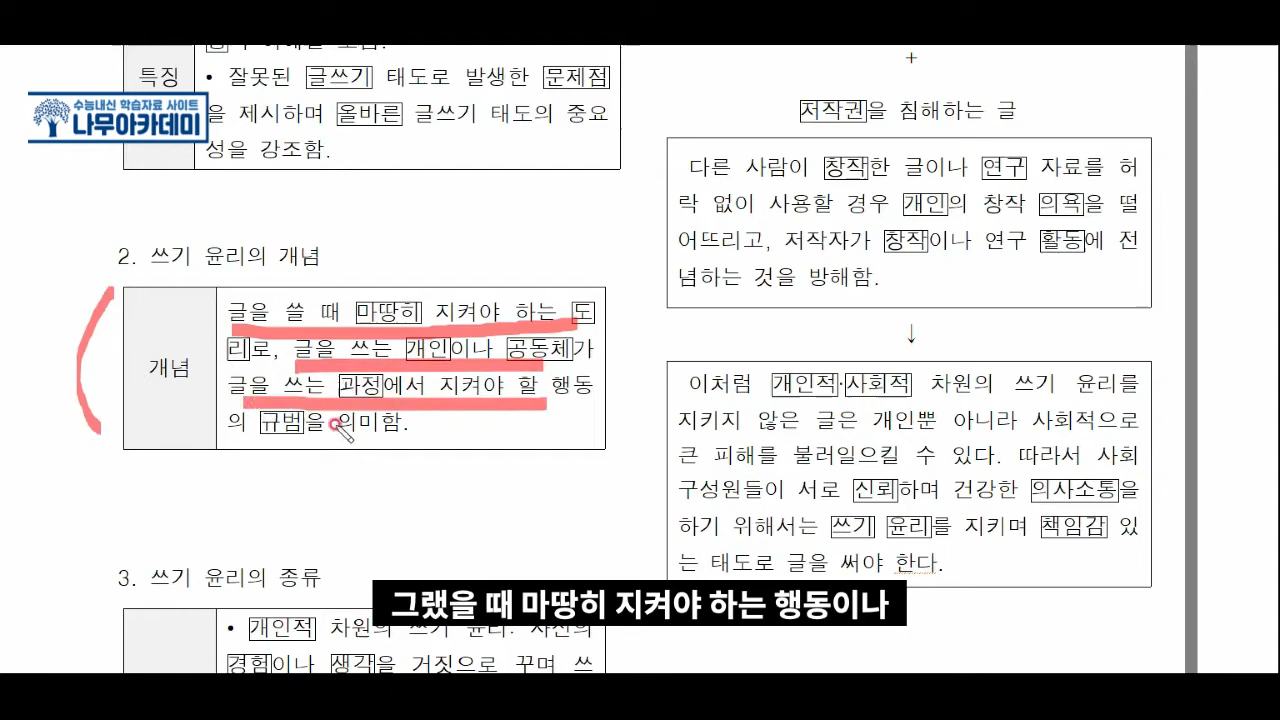 특징
• 잘못된 글쓰기 태도로 발생한 문제점
을 제시하며 올바른 글쓰기 태도의 중요
성을 강조함.
수능내신 학습자료 사이트
나무아카데미
2. 쓰기 윤리의 개념
개념
글을 쓸 때 마땅히 지켜야 하는 도
리로, 글을 쓰는 개인이나 공동체가
글을 쓰는 과정에서 지켜야 할 행동
의 규범을 의미함.
3. 쓰기 윤리의 종류
• 개인적 차원의 쓰기 윤리: 자신의
경험이나 생각을 거짓으로 꾸며 쓰
+
저작권을 침해하는 글
다른 사람이 창작한 글이나 연구 자료를 허
락 없이 사용할 경우 개인의 창작 의욕을 떨
어뜨리고, 저작자가 창작이나 연구 활동에 전
념하는 것을 방해함.
↓
이처럼 개인적·사회적 차원의 쓰기 윤리를
지키지 않은 글은 개인뿐 아니라 사회적으로
큰 피해를 불러일으킬 수 있다. 따라서 사회
구성원들이 서로 신뢰하며 건강한 의사소통을
하기 위해서는 쓰기 윤리를 지키며 책임감 있
는 태도로 글을 써야 한다.
그랬을 때 마땅히 지켜야 하는 행동이나